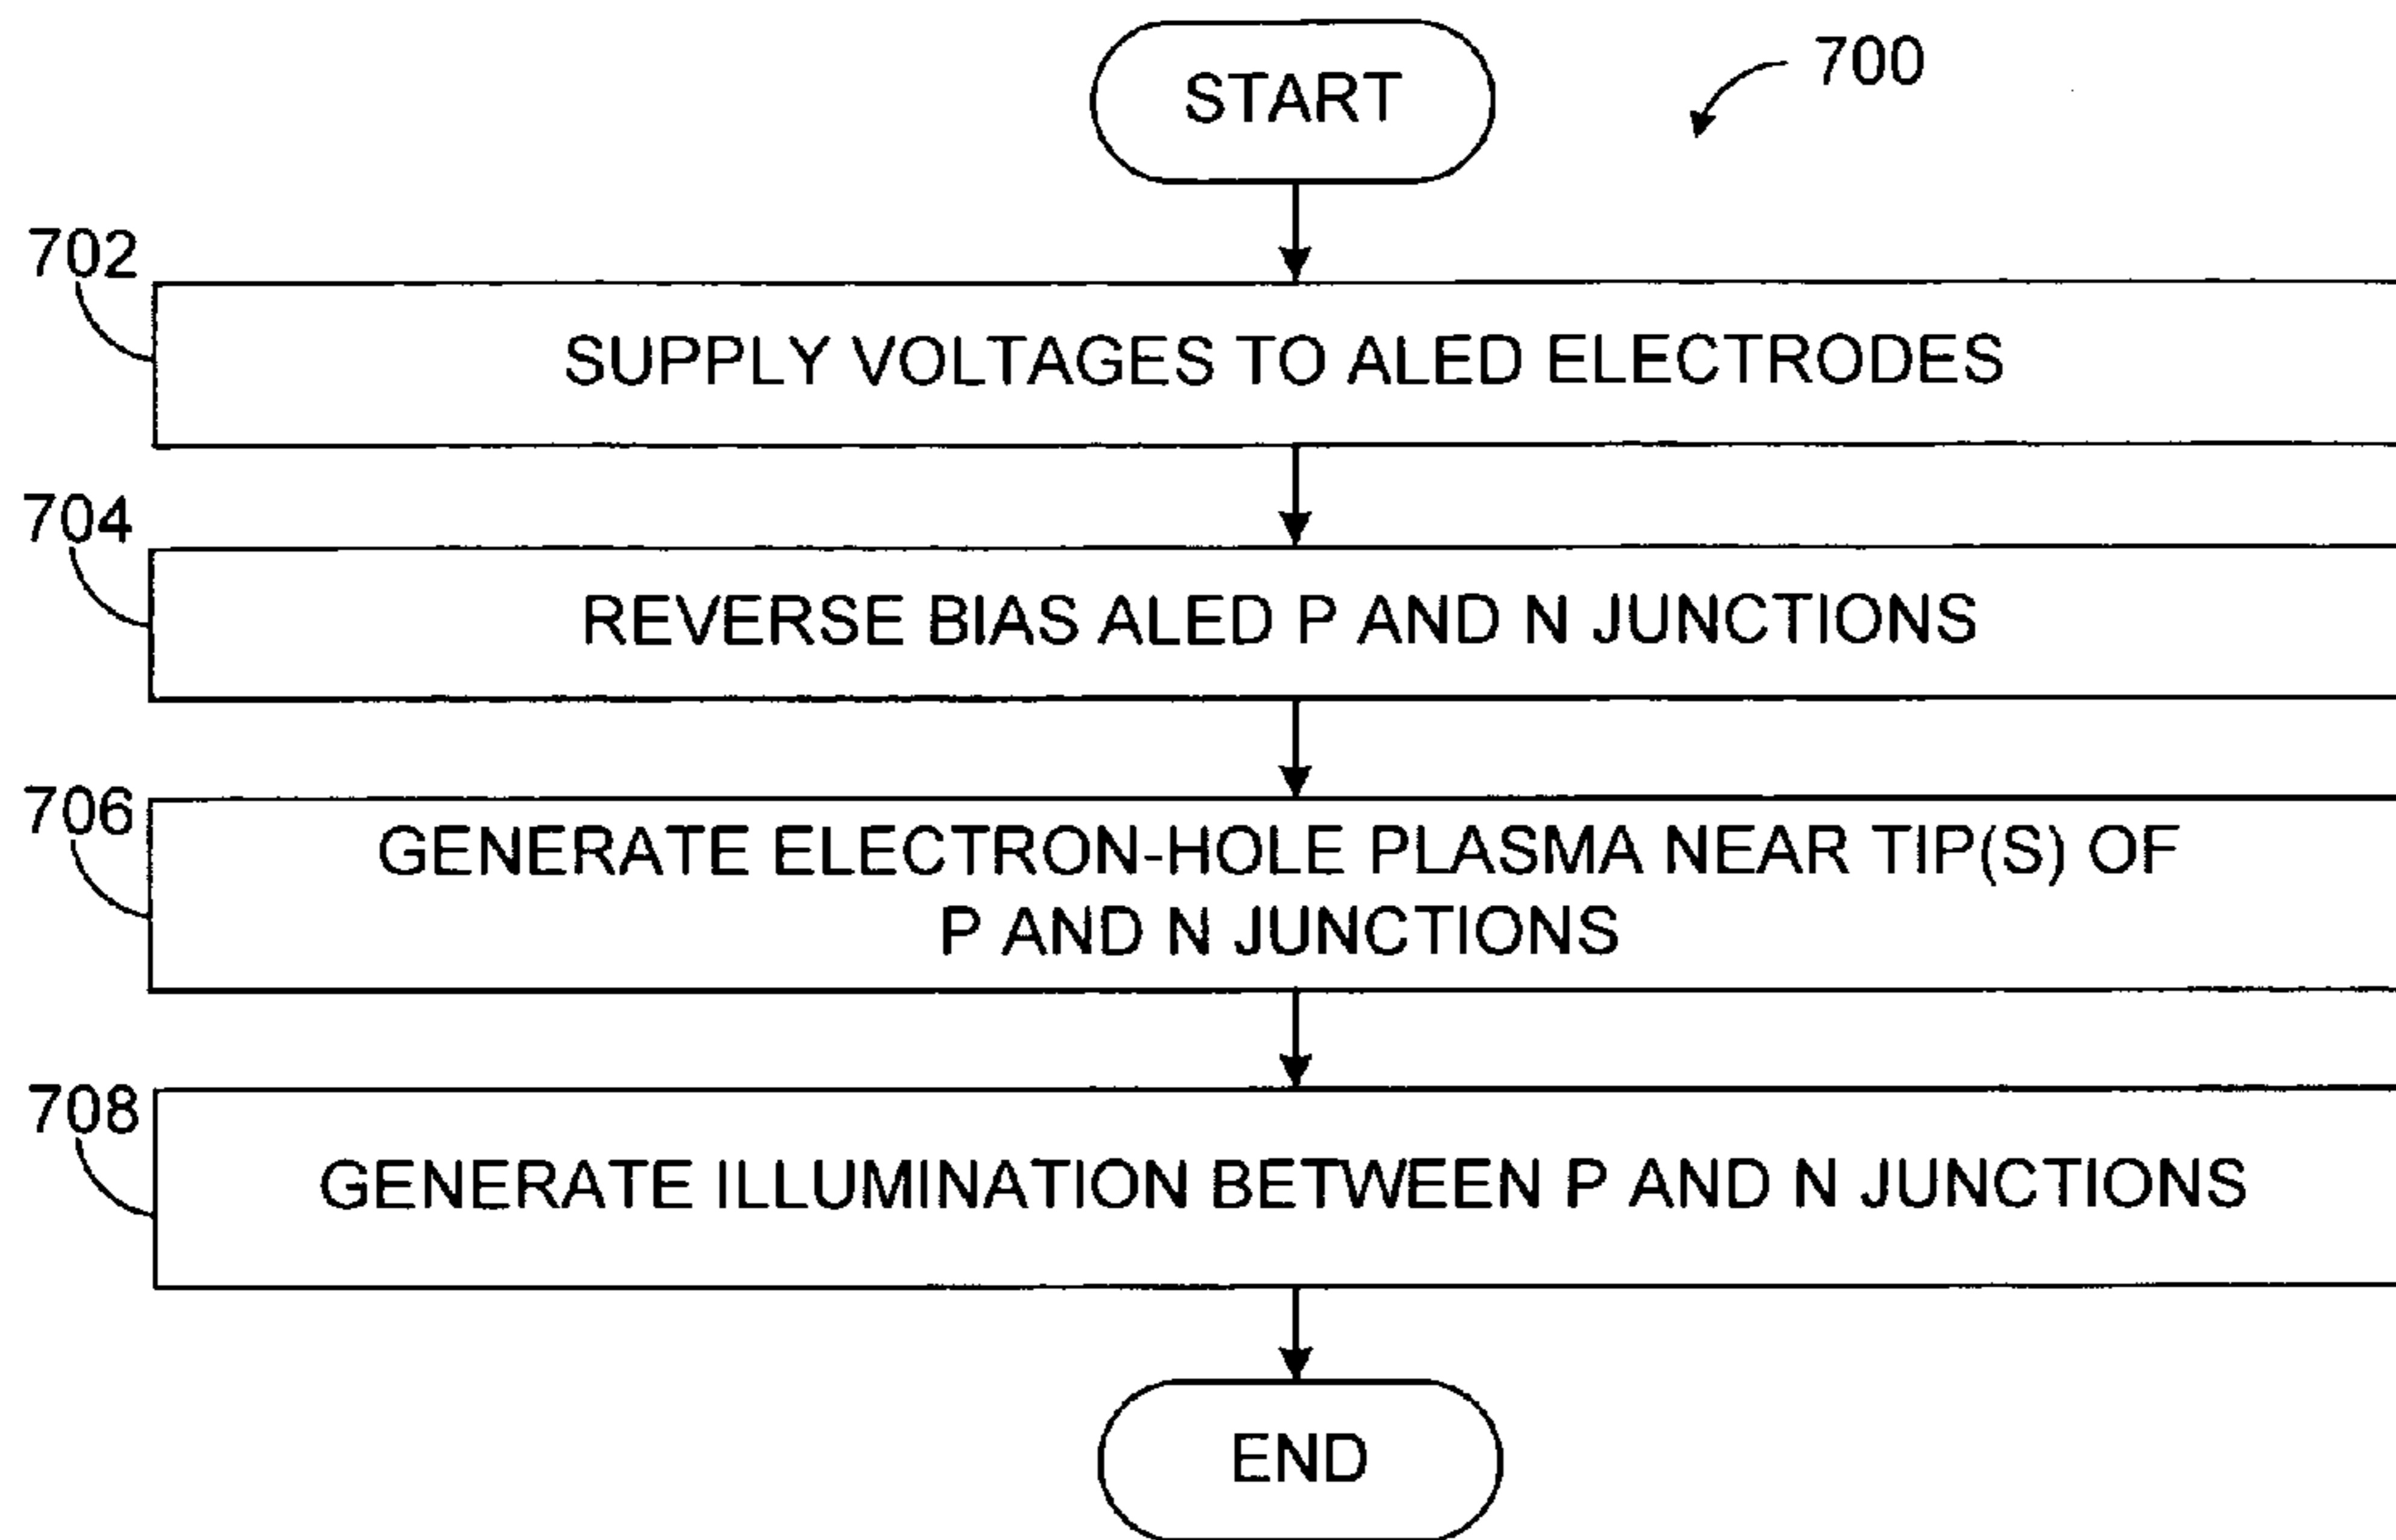 START
700
702
SUPPLY VOLTAGES TO ALED ELECTRODES
704
REVERSE BIAS ALED P AND N JUNCTIONS
706
GENERATE ELECTRON-HOLE PLASMA NEAR TIP(S) OF
P AND N JUNCTIONS
708
GENERATE ILLUMINATION BETWEEN P AND N JUNCTIONS
END